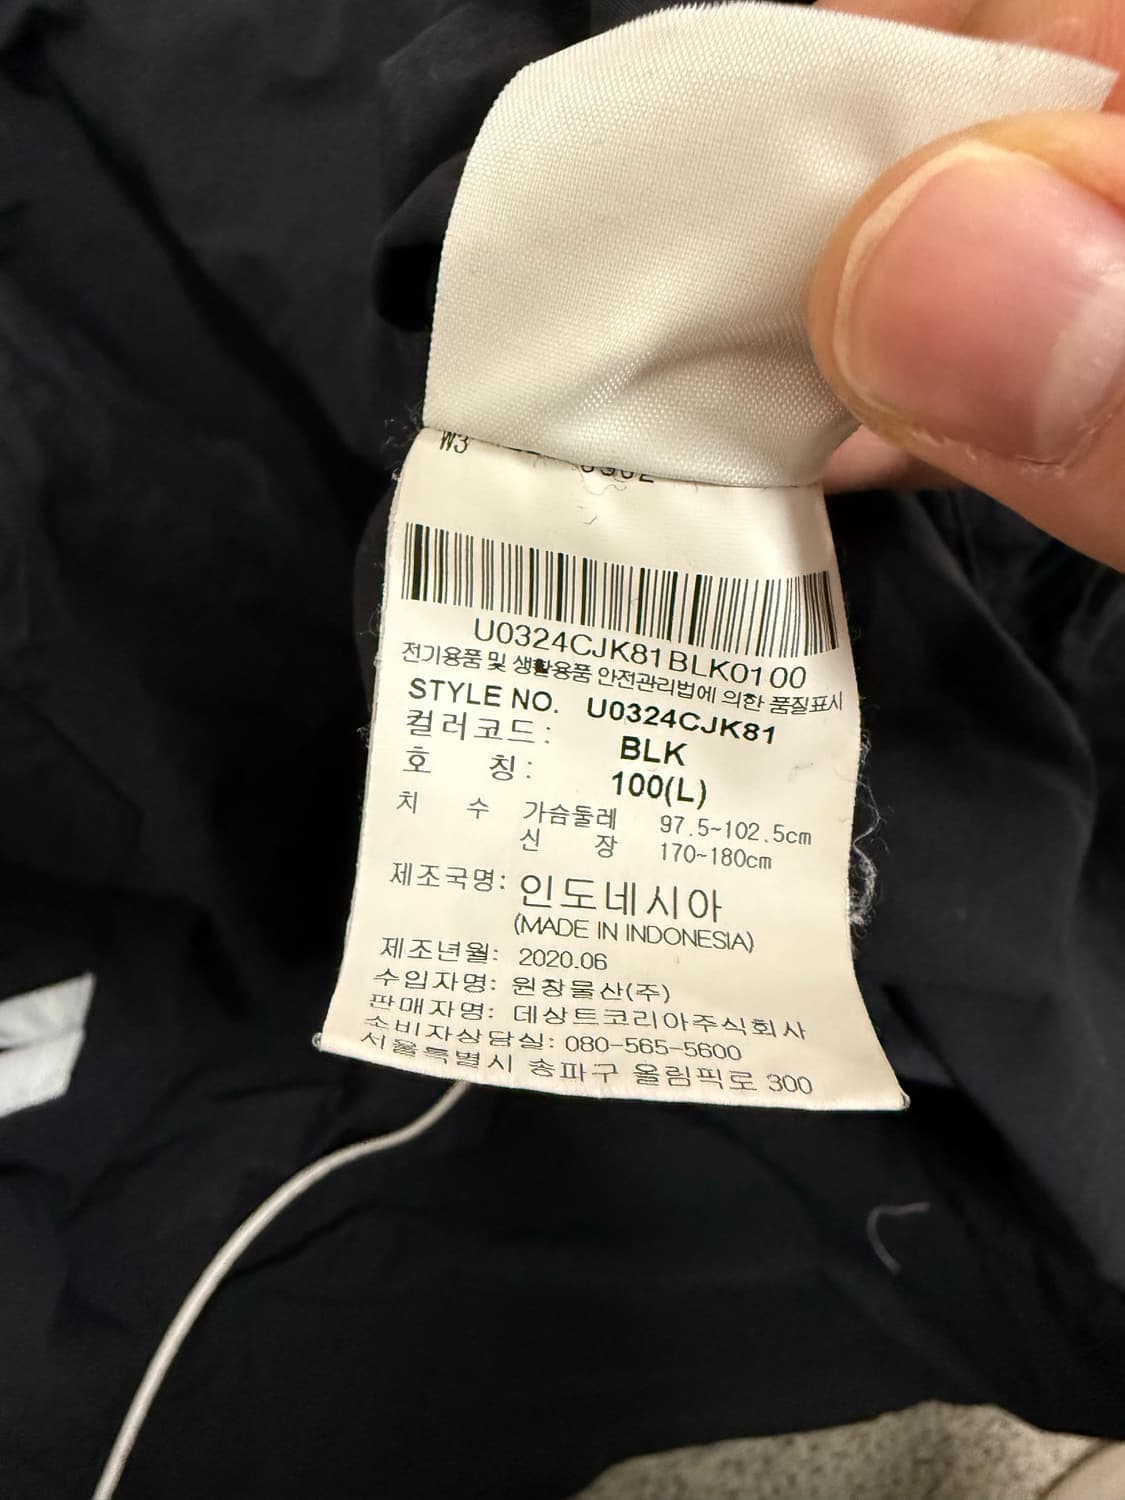 W3
U0324CJK81BLK0100
전기용품 및 생활용품 안전관리법에 의한 품질표시
STYLE NO. U0324CJK81
컬러코드: BLK
호 칭: 100(L)
치 수 가슴둘레 97.5~102.5cm
신 장 170~180cm
제조국명: 인도네시아
(MADE IN INDONESIA)
제조년월: 2020.06
수입자명: 원창물산(주)
판매자명: 데상트코리아주식회사
소비자상담실: 080-565-5600
서울특별시 송파구 올림픽로 300